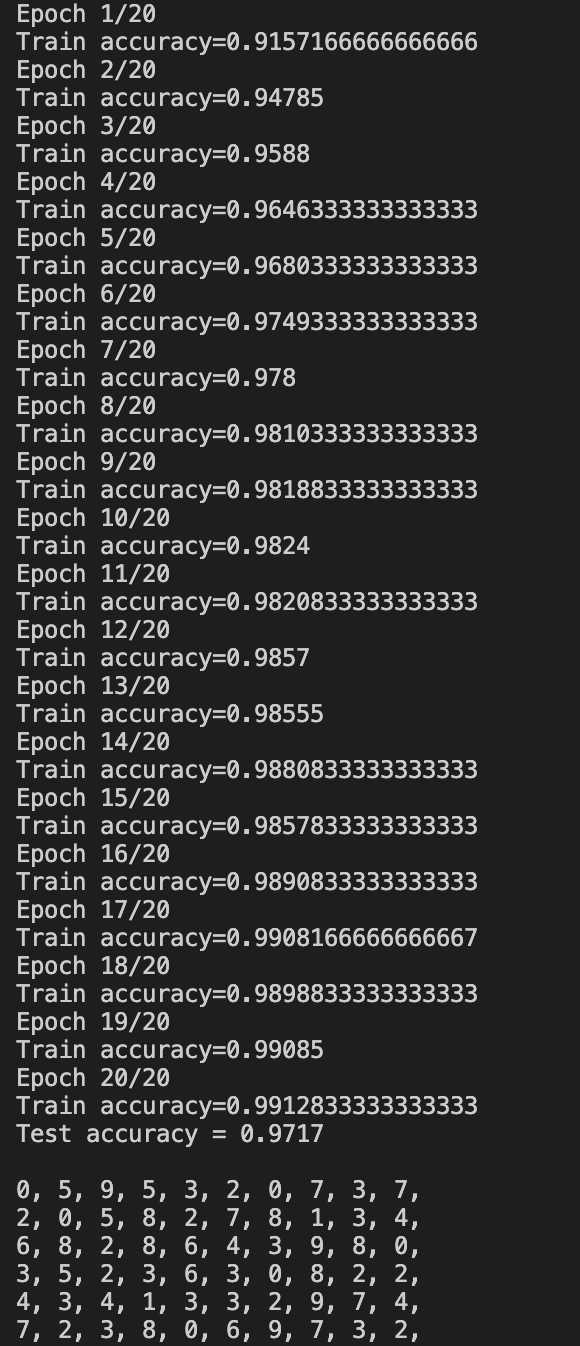 Epoch 1/20
Train accuracy=0.9157166666666666
Epoch 2/20
Train accuracy=0.94785
Epoch 3/20
Train accuracy=0.9588
Epoch 4/20
Train accuracy=0.9646333333333333
Epoch 5/20
Train accuracy=0.9680333333333333
Epoch 6/20
Train accuracy=0.9749333333333333
Epoch 7/20
Train accuracy=0.978
Epoch 8/20
Train accuracy=0.9810333333333333
Epoch 9/20
Train accuracy=0.9818833333333333
Epoch 10/20
Train accuracy=0.9824
Epoch 11/20
Train accuracy=0.9820833333333333
Epoch 12/20
Train accuracy=0.9857
Epoch 13/20
Train accuracy=0.98555
Epoch 14/20
Train accuracy=0.9880833333333333
Epoch 15/20
Train accuracy=0.9857833333333333
Epoch 16/20
Train accuracy=0.9890833333333333
Epoch 17/20
Train accuracy=0.9908166666666667
Epoch 18/20
Train accuracy=0.9898833333333333
Epoch 19/20
Train accuracy=0.99085
Epoch 20/20
Train accuracy=0.9912833333333333
Test accuracy = 0.9717
0, 5, 9, 5, 3, 2, 0, 7, 3, 7,
2, 0, 5, 8, 2, 7, 8, 1, 3, 4,
6, 8, 2, 8, 6, 4, 3, 9, 8, 0,
3, 5, 2, 3, 6, 3, 0, 8, 2, 2,
4, 3, 4, 1, 3, 3, 2, 9, 7, 4,
7, 2, 3, 8, 0, 6, 9, 7, 3, 2,